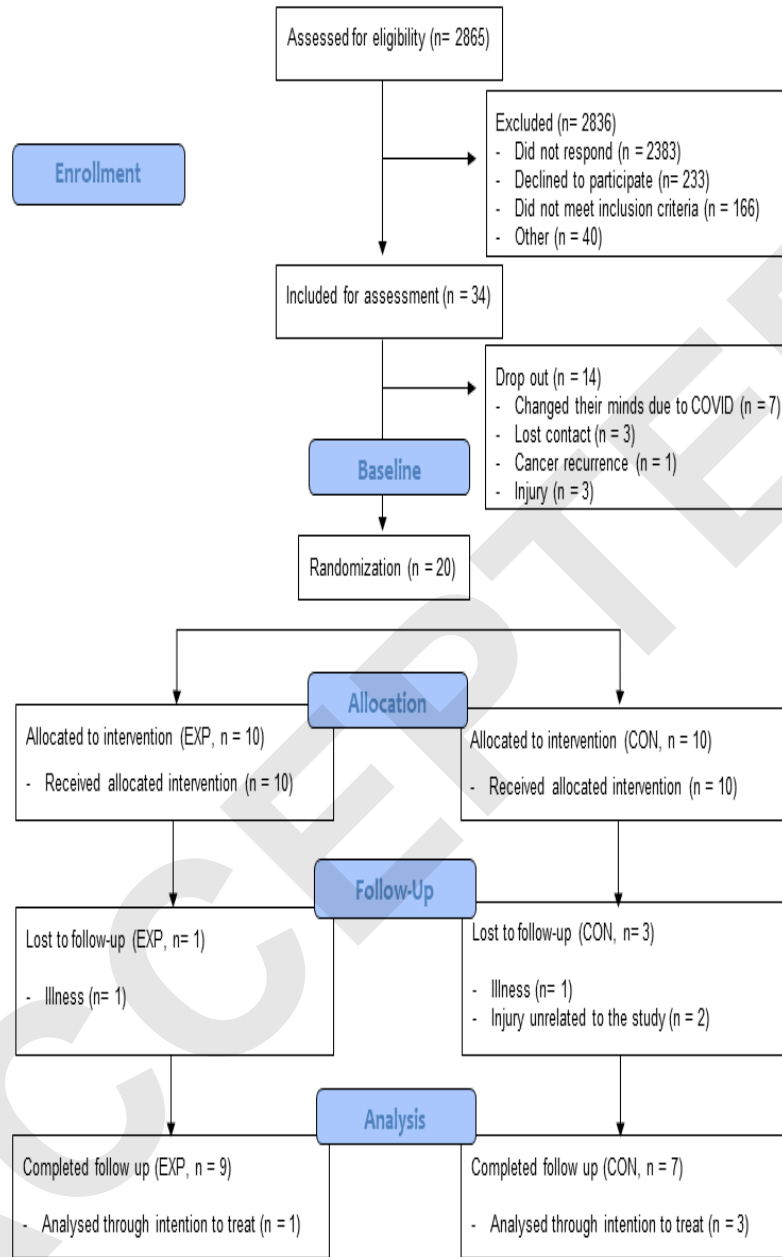 Assessed for eligibility (n= 2865)
Enrollment
Excluded (n= 2836)
- Did not respond (n = 2383)
- Declined to participate (n= 233)
- Did not meet inclusion criteria (n = 166)
- Other (n = 40)
Included for assessment (n = 34)
Drop out (n = 14)
- Changed their minds due to COVID (n = 7)
- Lost contact (n = 3)
- Cancer recurrence (n = 1)
- Injury (n = 3)
Baseline
Randomization (n = 20)
Allocation
Allocated to intervention (EXP, n = 10)
- Received allocated intervention (n = 10)
Allocated to intervention (CON, n = 10)
- Received allocated intervention (n = 10)
Follow-Up
Lost to follow-up (EXP, n= 1)
- Illness (n= 1)
Lost to follow-up (CON, n= 3)
- Illness (n= 1)
- Injury unrelated to the study (n = 2)
Analysis
Completed follow up (EXP, n = 9)
- Analysed through intention to treat (n = 1)
Completed follow up (CON, n = 7)
- Analysed through intention to treat (n = 3)